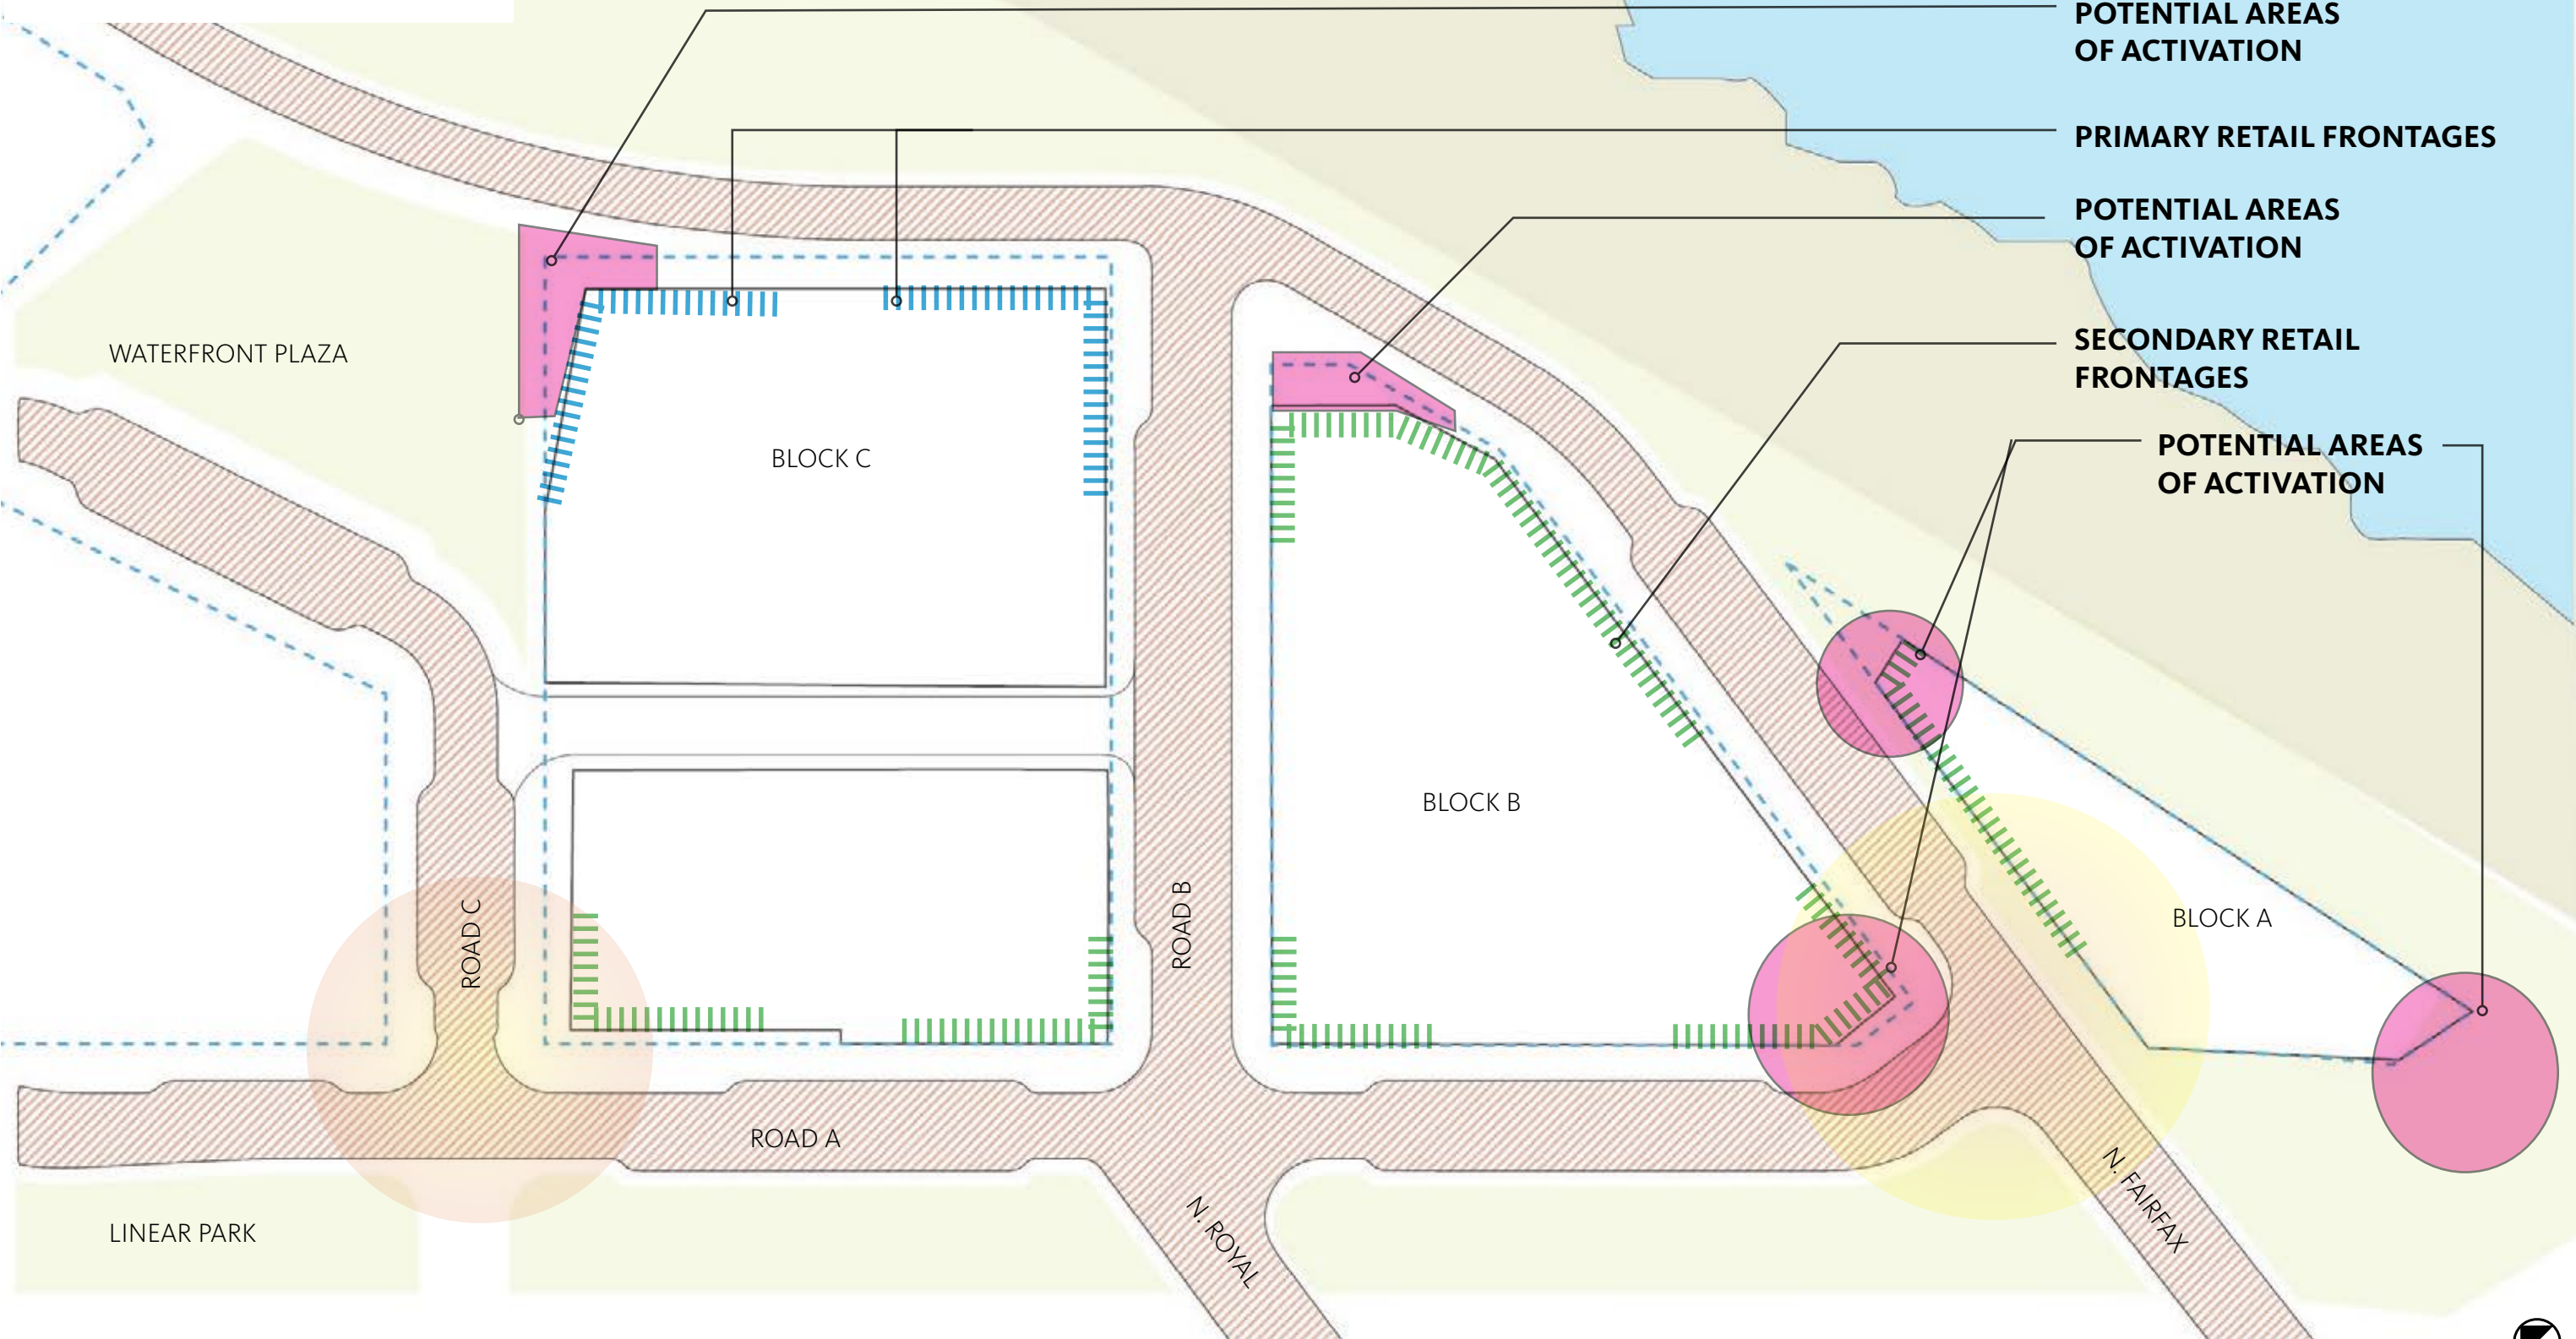 POTENTIAL AREAS
OF ACTIVATION
PRIMARY RETAIL FRONTAGES
POTENTIAL AREAS
OF ACTIVATION
SECONDARY RETAIL
FRONTAGES
POTENTIAL AREAS
OF ACTIVATION
WATERFRONT PLAZA
BLOCK C
BLOCK B
BLOCK A
ROAD C
ROAD B
ROAD A
N. ROYAL
N. FAIRFAX
LINEAR PARK